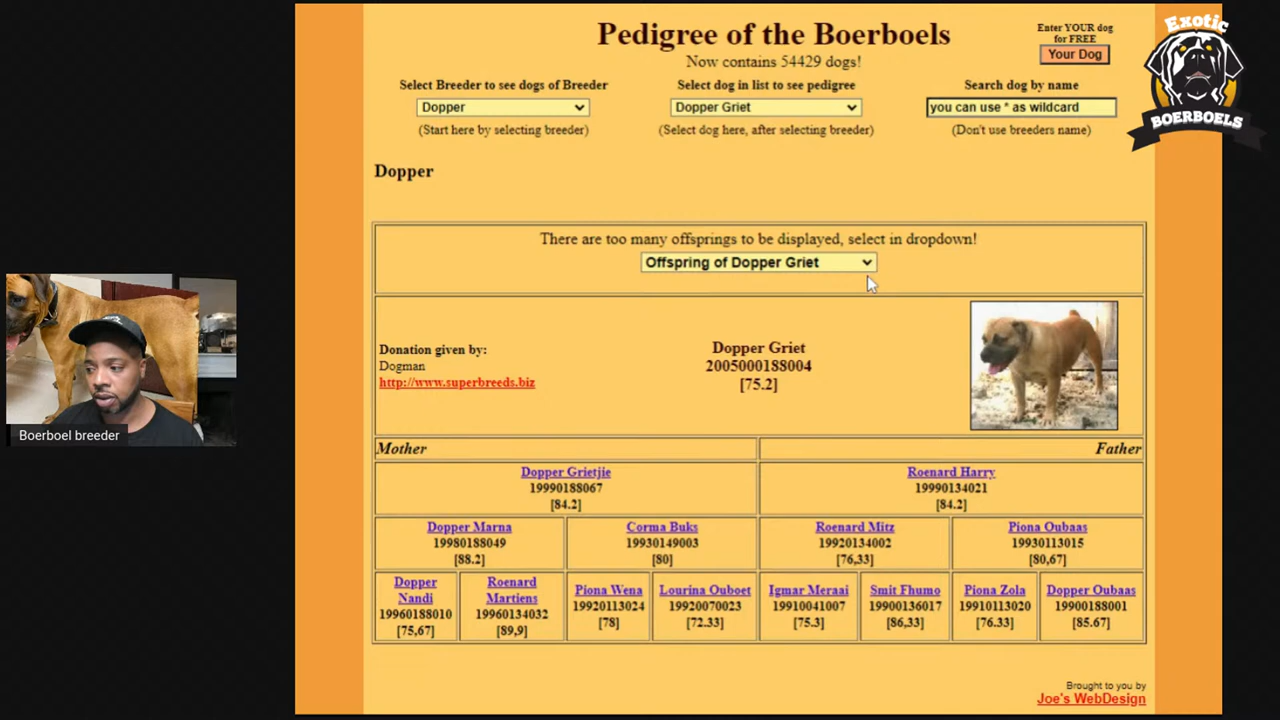 Pedigree of the Boerboels
Now contains 54429 dogs!
Enter YOUR dog
for FREE
Your Dog
Exotic
BOERBOELS
Select Breeder to see dogs of Breeder
Dopper
(Start here by selecting breeder)
Select dog in list to see pedigree
Dopper Griet
(Select dog here, after selecting breeder)
Search dog by name
you can use * as wildcard
(Don't use breeders name)
Dopper
There are too many offsprings to be displayed, select in dropdown!
Offspring of Dopper Griet
Donation given by:
Dogman
http://www.superbreeds.biz
Dopper Griet
2005000188004
[75.2]
Mother
Father
Dopper Grietjie
19990188067
[84.2]
Roenard Harry
19990134021
[84.2]
Dopper Marna
19980188049
[88.2]
Corma Buks
19930149003
[80]
Roenard Mitz
19920134002
[76,33]
Piona Oubaas
19930113015
[80,67]
Dopper
Nandi
19960188010
[75,67]
Roenard
Martiens
19960134032
[89,9]
Piona Wena
19920113024
[78]
Lourina Ouboet
19920070023
[72.33]
Igmar Meraai
19910041007
[75.3]
Smit Fhumo
19900136017
[86,33]
Piona Zola
19910113020
[76.33]
Dopper Oubaas
19900188001
[85.67]
Boerboel breeder
Brought to you by
Joe's WebDesign